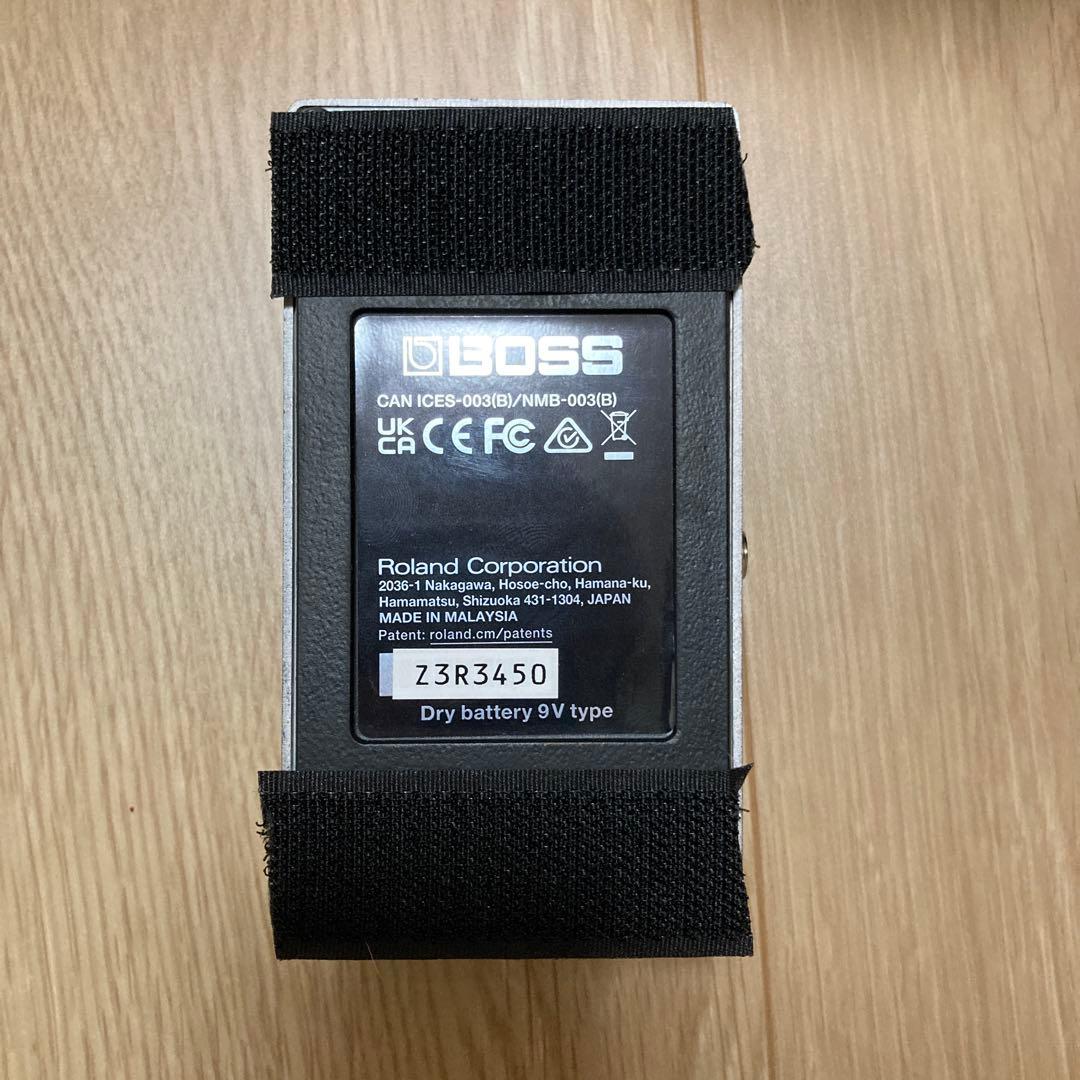 BOSS
CAN ICES-003(B)/NMB-003(B)
UK CA CE FC
Roland Corporation
2036-1 Nakagawa, Hosoe-cho, Hamana-ku,
Hamamatsu, Shizuoka 431-1304, JAPAN
MADE IN MALAYSIA
Patent: roland.cm/patents
Z3R3450
Dry battery 9V type